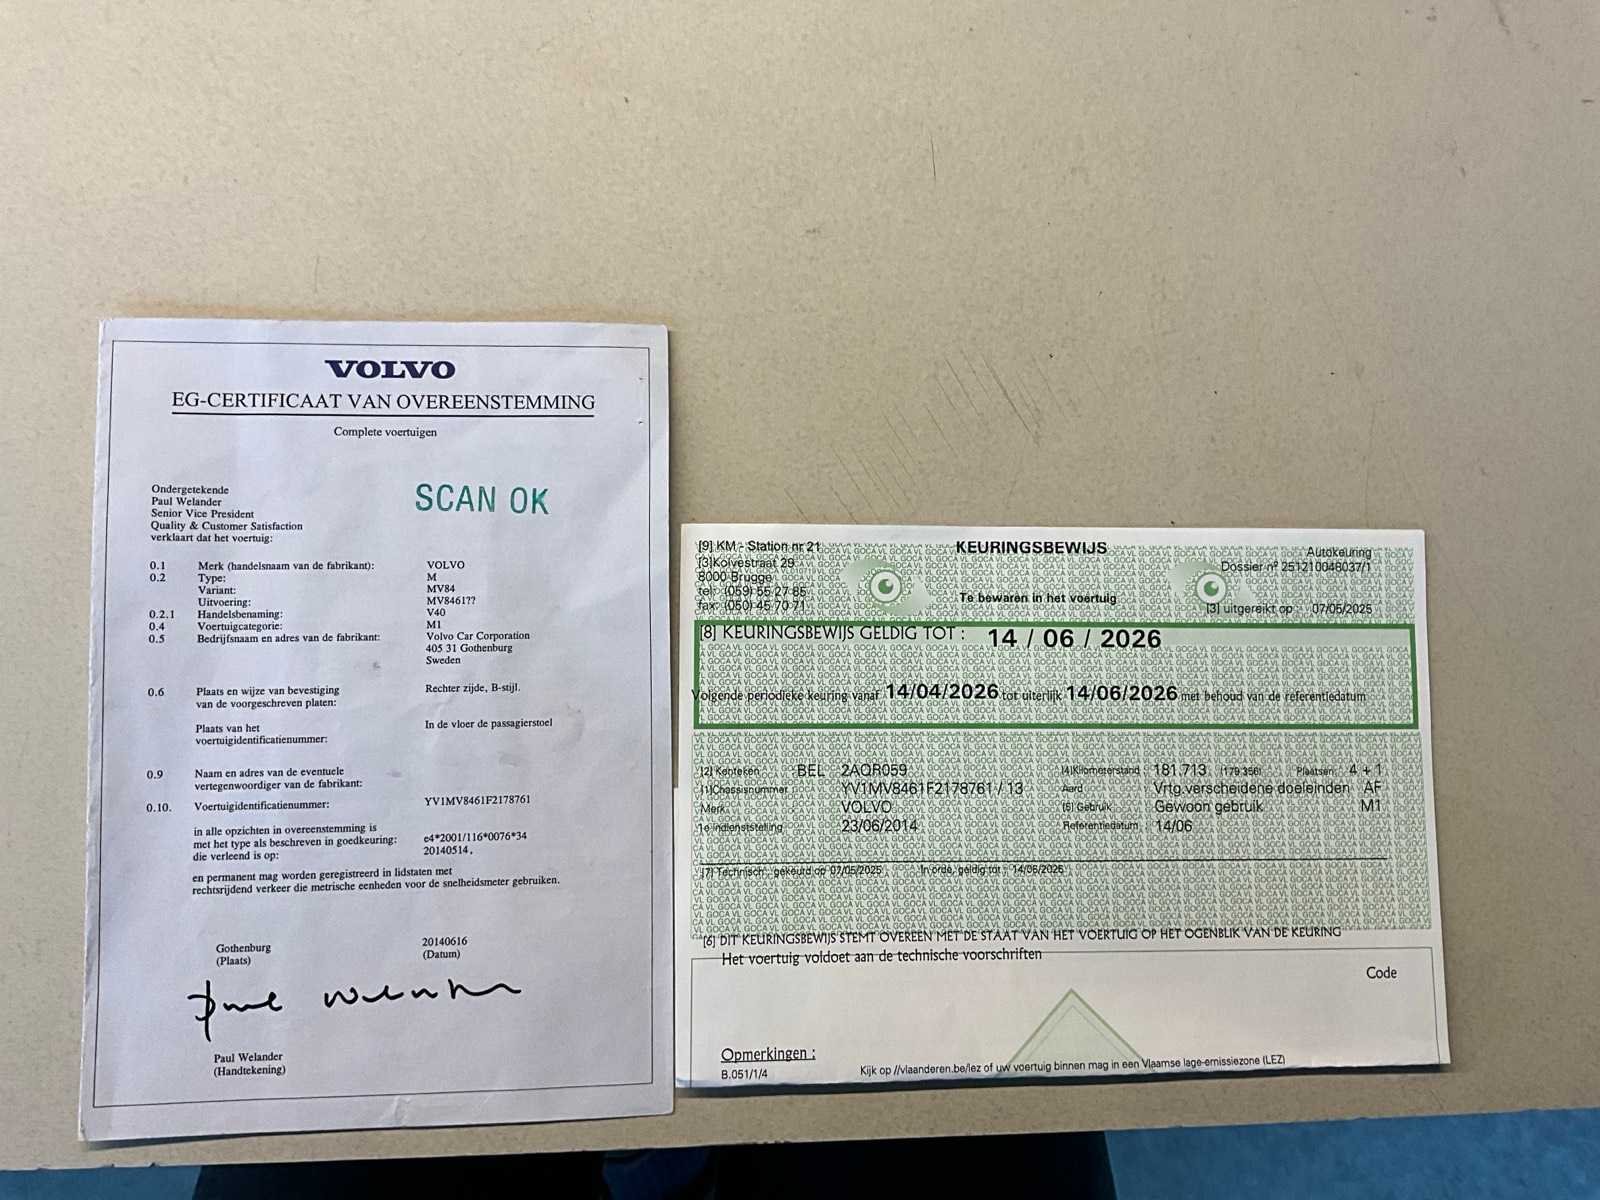 VOLVO
EG-CERTIFICAAT VAN OVEREENSTEMMING
Complete voertuigen
Ondergetekende
Paul Welander
Senior Vice President
Quality & Customer Satisfaction
verklaart dat het voertuig:
SCAN OK
0.1 Merk (handelsnaam van de fabrikant): VOLVO
0.2 Type: M
Variant: MV84
Uitvoering: MV8461??
0.2.1 Handelsbenaming: V40
0.4 Voertuigcategorie: M1
0.5 Bedrijfsnaam en adres van de fabrikant: Volvo Car Corporation
405 31 Gothenburg
Sweden
0.6 Plaats en wijze van bevestiging Rechter zijde, B-stijl.
van de voorgeschreven platen:
Plaats van het In de vloer de passagierstoel
voertuigidentificatienummer:
0.9 Naam en adres van de eventuele
vertegenwoordiger van de fabrikant:
0.10. Voertuigidentificatienummer: YV1MV8461F2178761
in alle opzichten in overeenstemming is
met het type als beschreven in goedkeuring: e4*2001/116*0076*34
die verleend is op: 20140514.
en permanent mag worden geregistreerd in lidstaten met
rechtsrijdend verkeer die metrische eenheden voor de snelheidsmeter gebruiken.
Gothenburg 20140616
(Plaats) (Datum)
Paul Welander
Paul Welander
(Handtekening)
[9] KM - Station nr 21
[3]Kolvestraat 29
8000 Brugge
tel: (059) 55 27 85
fax: (050) 45 70 71
KEURINGSBEWIJS
Te bewaren in het voertuig
Autokeuring
Dossier nº 251210048037/1
[3] uitgereikt op 07/05/2025
[8] KEURINGSBEWIJS GELDIG TOT : 14 / 06 / 2026
Volgende periodieke keuring vanaf 14/04/2026 tot uiterlijk 14/06/2026 met behoud van de referentiedatum
[2] Kenteken BEL 2AQR059 [4]Kilometerstand : 181.713 (179.356) Plaatsen: 4 + 1
[1]Chassisnummer YV1MV8461F2178761 / 13 Aard : Vrtg.verscheidene doeleinden AF
Merk VOLVO [5] Gebruik : Gewoon gebruik M1
1e indienststelling 23/06/2014 Referentiedatum : 14/06
[7] Technisch : gekeurd op 07/05/2025 In orde, geldig tot : 14/06/2026
[6] DIT KEURINGSBEWIJS STEMT OVEREEN MET DE STAAT VAN HET VOERTUIG OP HET OGENBLIK VAN DE KEURING
Het voertuig voldoet aan de technische voorschriften
Code
Opmerkingen :
B.051/1/4
Kijk op //vlaanderen.be/lez of uw voertuig binnen mag in een Vlaamse lage-emissiezone (LEZ)